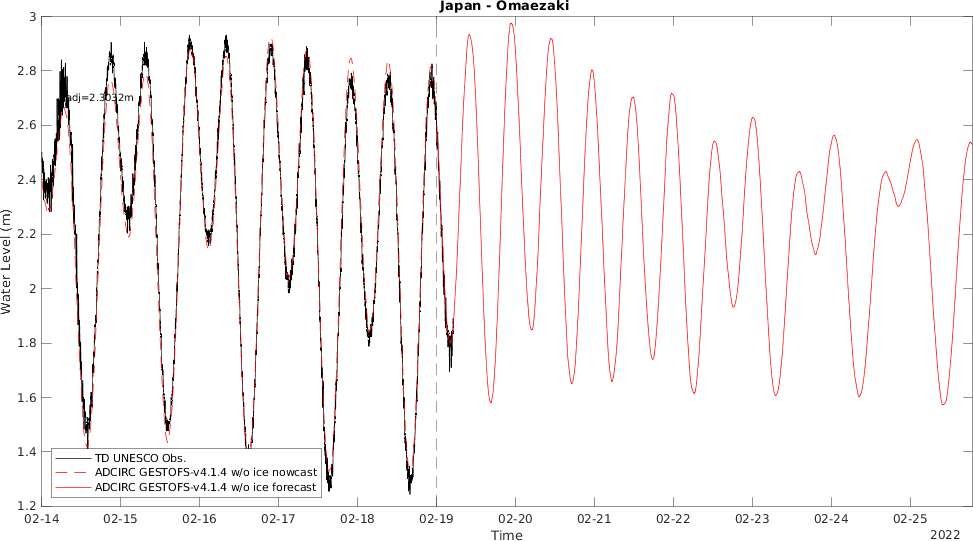 Japan - Omaezaki
3
2.8
2.6
2.4
2.2
2
1.8
1.6
1.4
1.2
Water Level (m)
adj=2.3032m
TD UNESCO Obs.
ADCIRC GESTOFS-v4.1.4 w/o ice nowcast
ADCIRC GESTOFS-v4.1.4 w/o ice forecast
02-14 02-15 02-16 02-17 02-18 02-19 02-20 02-21 02-22 02-23 02-24 02-25
Time
2022